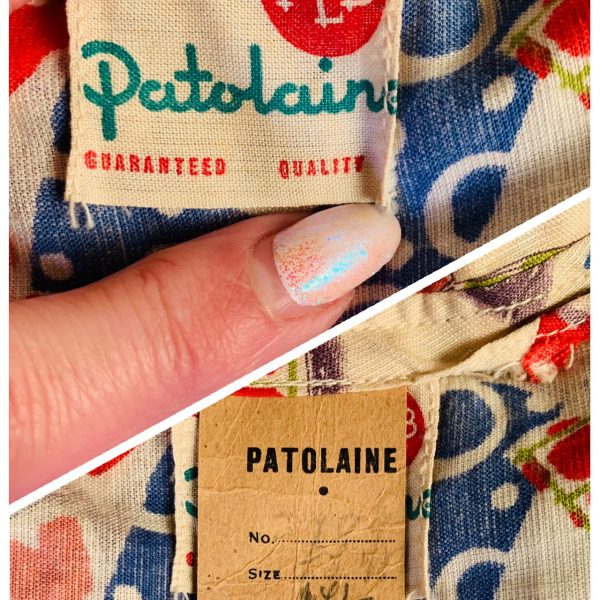 L
Patolaine
GUARANTEED QUALITY
B
PATOLAINE
No.
SIZE